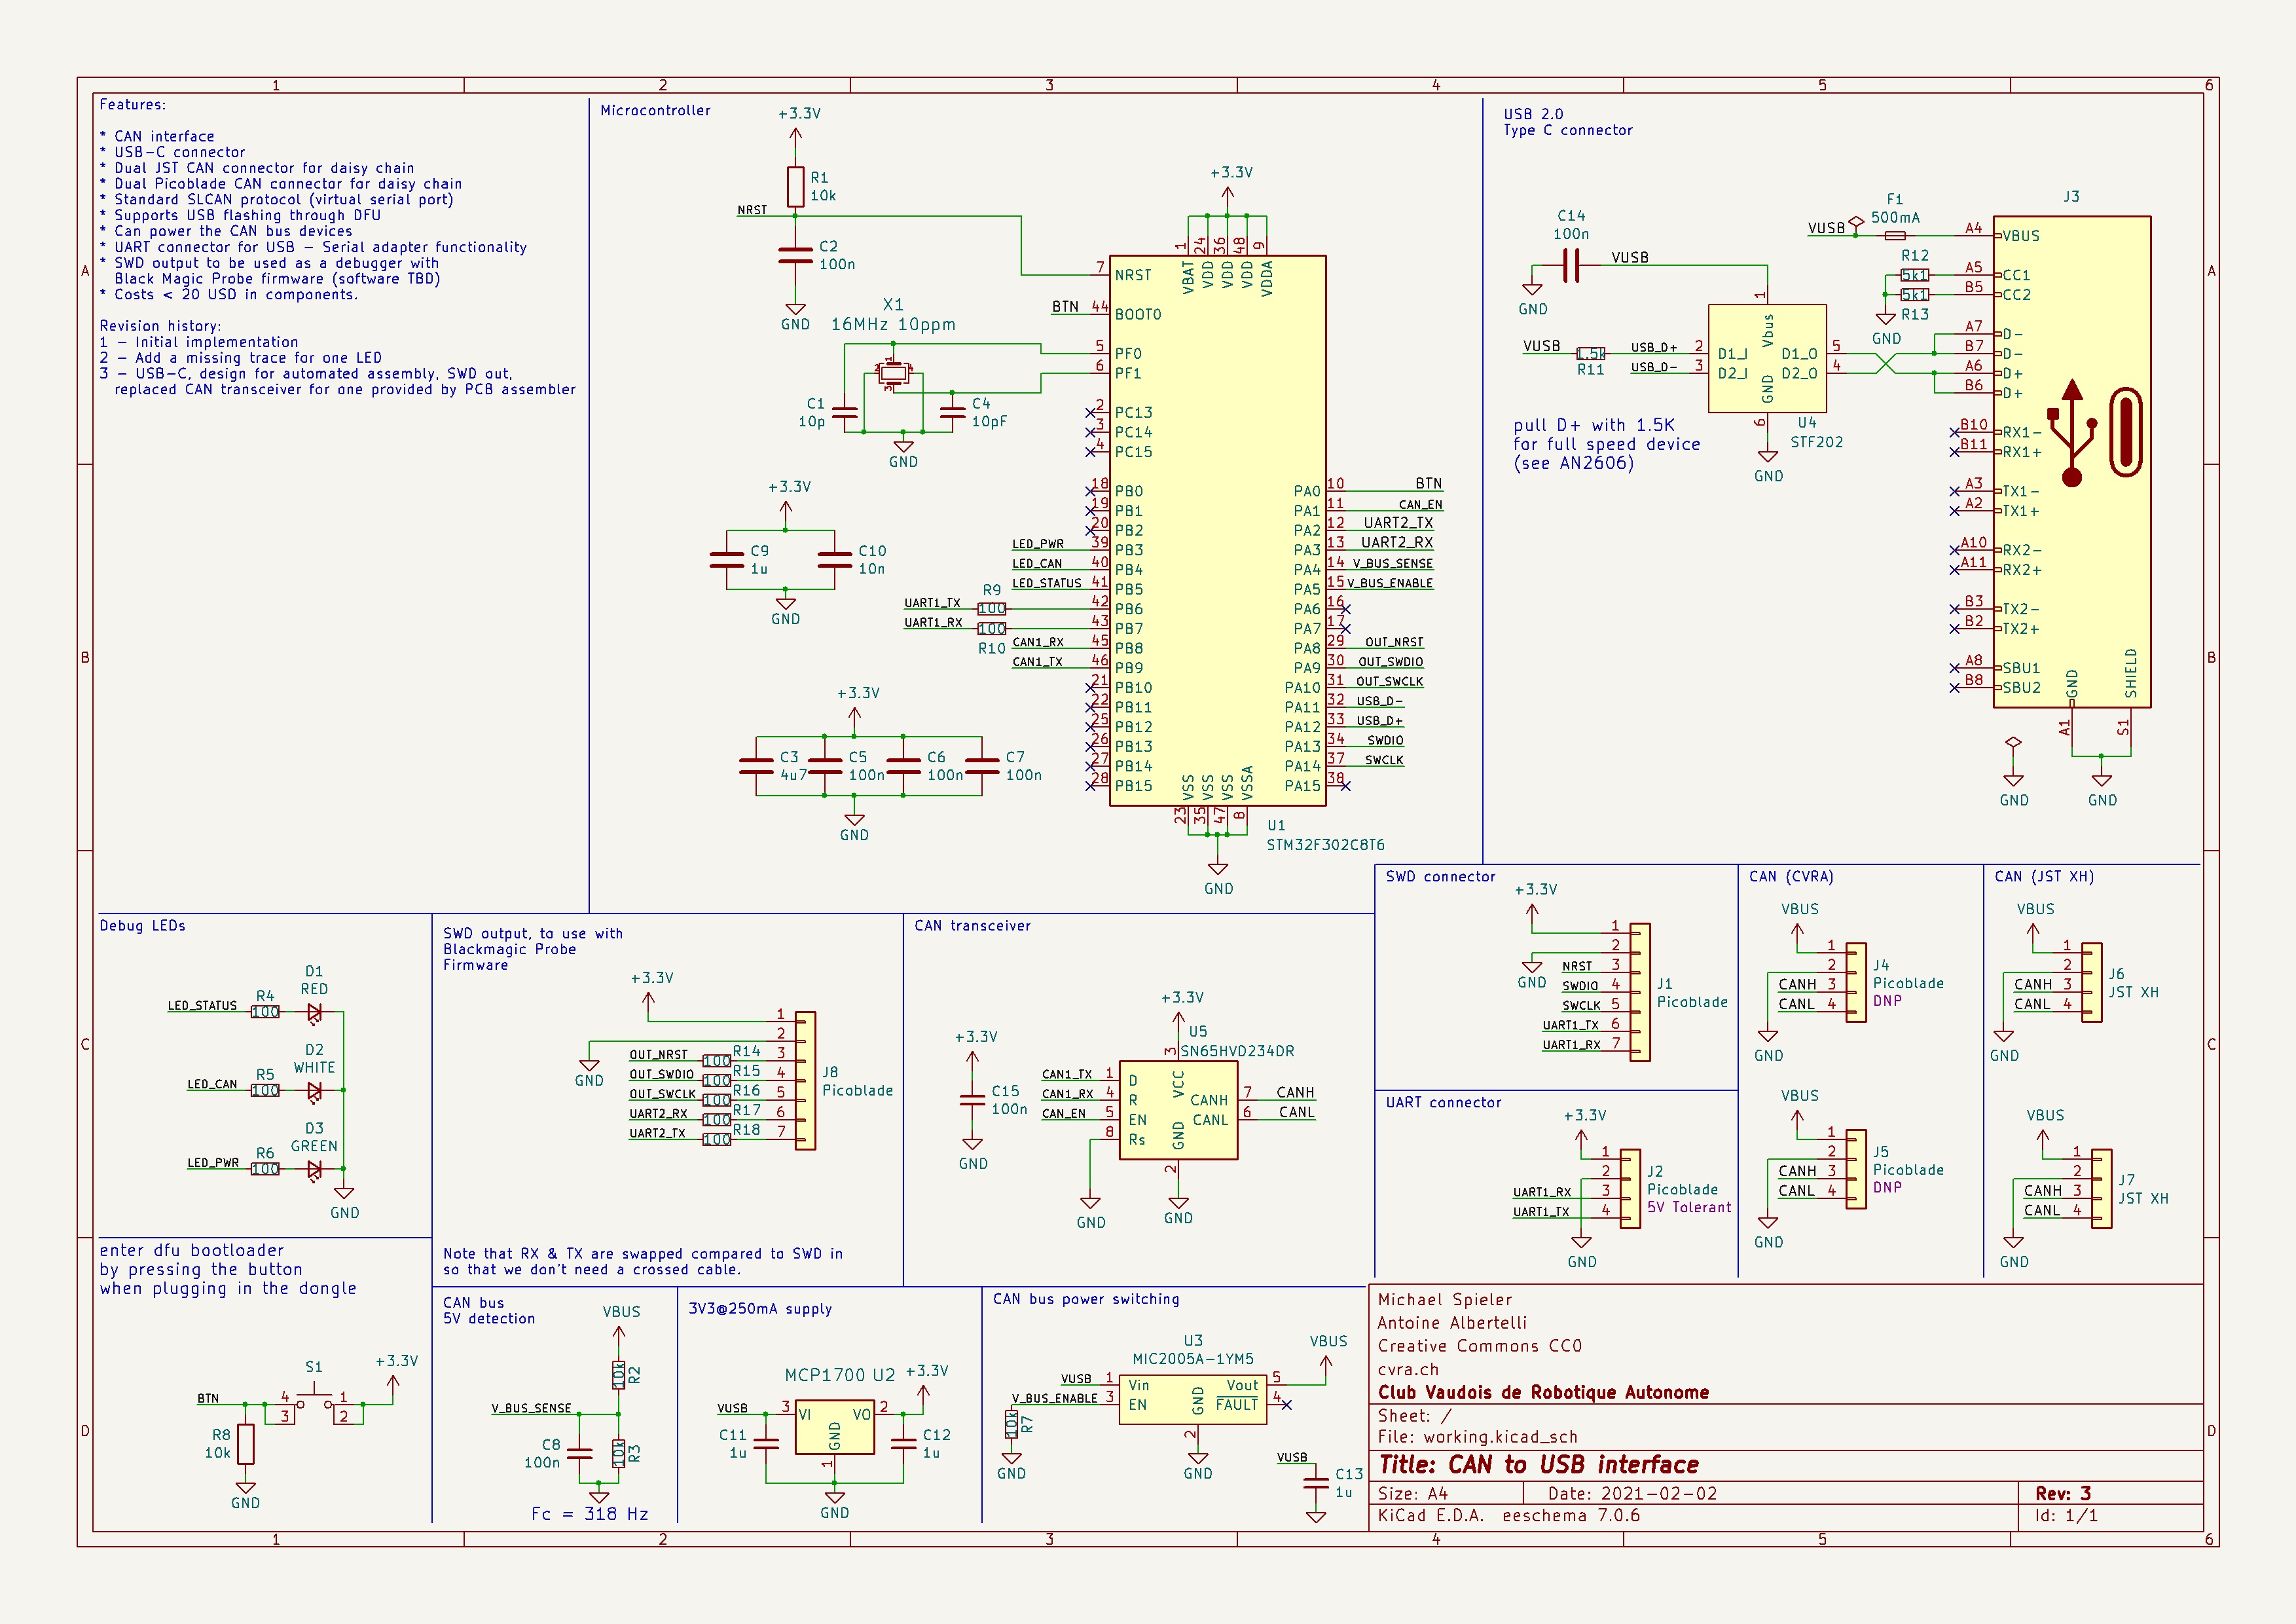 Features:
* CAN interface
* USB-C connector
* Dual JST CAN connector for daisy chain
* Dual Picoblade CAN connector for daisy chain
* Standard SLCAN protocol (virtual serial port)
* Supports USB flashing through DFU
* Can power the CAN bus devices
* UART connector for USB - Serial adapter functionality
* SWD output to be used as a debugger with
Black Magic Probe firmware (software TBD)
* Costs < 20 USD in components.
Revision history:
1 - Initial implementation
2 - Add a missing trace for one LED
3 - USB-C, design for automated assembly, SWD out,
replaced CAN transceiver for one provided by PCB assembler
Microcontroller
+3.3V
R1
10k
NRST
C2
100n
GND
X1
16MHz 10ppm
1
2
4
3
C1
10p
C4
10pF
GND
+3.3V
C9
1u
C10
10n
GND
+3.3V
C3
4u7
C5
100n
C6
100n
C7
100n
GND
+3.3V
1 VBAT
24 VDD
36 VDD
48 VDD
9 VDDA
7 NRST
BTN 44 BOOT0
5 PF0
6 PF1
2 PC13
3 PC14
4 PC15
18 PB0
19 PB1
20 PB2
LED_PWR 39 PB3
LED_CAN 40 PB4
LED_STATUS 41 PB5
UART1_TX R9 100 42 PB6
UART1_RX 100 R10 43 PB7
CAN1_RX 45 PB8
CAN1_TX 46 PB9
21 PB10
22 PB11
25 PB12
26 PB13
27 PB14
28 PB15
PA0 10 BTN
PA1 11 CAN_EN
PA2 12 UART2_TX
PA3 13 UART2_RX
PA4 14 V_BUS_SENSE
PA5 15 V_BUS_ENABLE
PA6 16
PA7 17
PA8 29 OUT_NRST
PA9 30 OUT_SWDIO
PA10 31 OUT_SWCLK
PA11 32 USB_D-
PA12 33 USB_D+
PA13 34 SWDIO
PA14 37 SWCLK
PA15 38
23 VSS
35 VSS
47 VSS
8 VSSA
U1
STM32F302C8T6
GND
USB 2.0
Type C connector
C14
100n
VUSB
GND
VUSB
1.5k
R11
USB_D+
USB_D-
1 Vbus
2 D1_I
3 D2_I
D1_O 5
D2_O 4
GND 6
U4
STF202
GND
pull D+ with 1.5K
for full speed device
(see AN2606)
F1
500mA
VUSB
R12
5k1
5k1
R13
GND
J3
A4 VBUS
A5 CC1
B5 CC2
A7 D-
B7 D-
A6 D+
B6 D+
B10 RX1-
B11 RX1+
A3 TX1-
A2 TX1+
A10 RX2-
A11 RX2+
B3 TX2-
B2 TX2+
A8 SBU1
B8 SBU2
GND A1
SHIELD S1
GND
GND
Debug LEDs
D1
RED
LED_STATUS R4 100
D2
WHITE
LED_CAN R5 100
D3
GREEN
LED_PWR R6 100
GND
SWD output, to use with
Blackmagic Probe
Firmware
+3.3V
GND
1
2
OUT_NRST 100 R14 3
OUT_SWDIO 100 R15 4
OUT_SWCLK 100 R16 5
UART2_RX 100 R17 6
UART2_TX 100 R18 7
J8
Picoblade
Note that RX & TX are swapped compared to SWD in
so that we don't need a crossed cable.
CAN transceiver
+3.3V
C15
100n
GND
+3.3V
U5
SN65HVD234DR
3 VCC
CAN1_TX 1 D
CAN1_RX 4 R
CAN_EN 5 EN
8 Rs
CANH 7 CANH
CANL 6 CANL
GND 2
GND
GND
SWD connector
+3.3V
GND
1
2
NRST 3
SWDIO 4
SWCLK 5
UART1_TX 6
UART1_RX 7
J1
Picoblade
UART connector
+3.3V
1
2
UART1_RX 3
UART1_TX 4
J2
Picoblade
5V Tolerant
GND
CAN (CVRA)
VBUS
1
2
CANH 3
CANL 4
J4
Picoblade
DNP
GND
VBUS
1
2
CANH 3
CANL 4
J5
Picoblade
DNP
GND
CAN (JST XH)
VBUS
1
2
CANH 3
CANL 4
J6
JST XH
GND
VBUS
1
2
CANH 3
CANL 4
J7
JST XH
GND
enter dfu bootloader
by pressing the button
when plugging in the dongle
S1
+3.3V
BTN
4
3
1
2
R8
10k
GND
CAN bus
5V detection
VBUS
10k R2
V_BUS_SENSE
C8
100n
10k R3
GND
Fc = 318 Hz
3V3@250mA supply
MCP1700 U2
+3.3V
VUSB
3 VI
VO 2
GND 1
C11
1u
C12
1u
GND
CAN bus power switching
U3
MIC2005A-1YM5
VBUS
VUSB 1 Vin
V_BUS_ENABLE 3 EN
Vout 5
FAULT 4
GND 2
10k R7
GND
GND
VUSB
C13
1u
Michael Spieler
Antoine Albertelli
Creative Commons CC0
cvra.ch
Club Vaudois de Robotique Autonome
Sheet: /
File: working.kicad_sch
Title: CAN to USB interface
Size: A4
Date: 2021-02-02
Rev: 3
KiCad E.D.A. eeschema 7.0.6
Id: 1/1
1 2 3 4 5 6
A B C D
A B C D
1 2 3 4 5 6